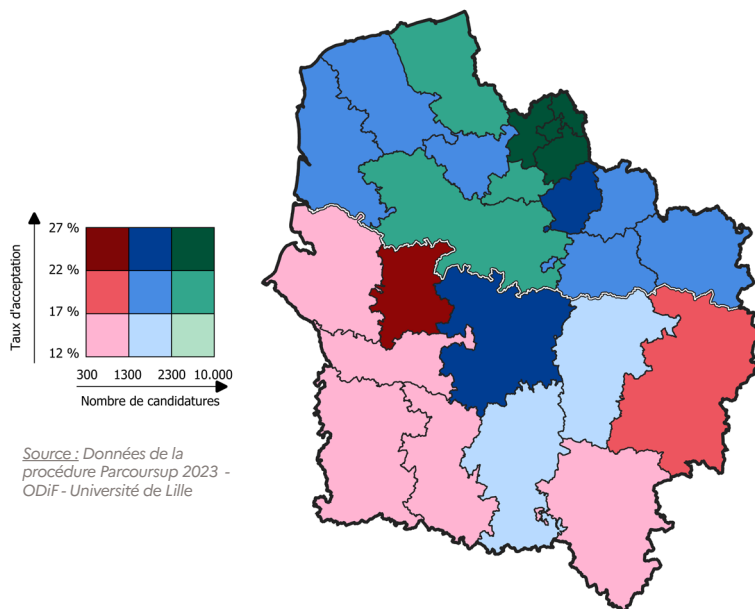 27 %
22 %
17 %
12 %
Taux d'acceptation
300 1300 2300 10.000
Nombre de candidatures
Source : Données de la
procédure Parcoursup 2023 -
ODiF - Université de Lille